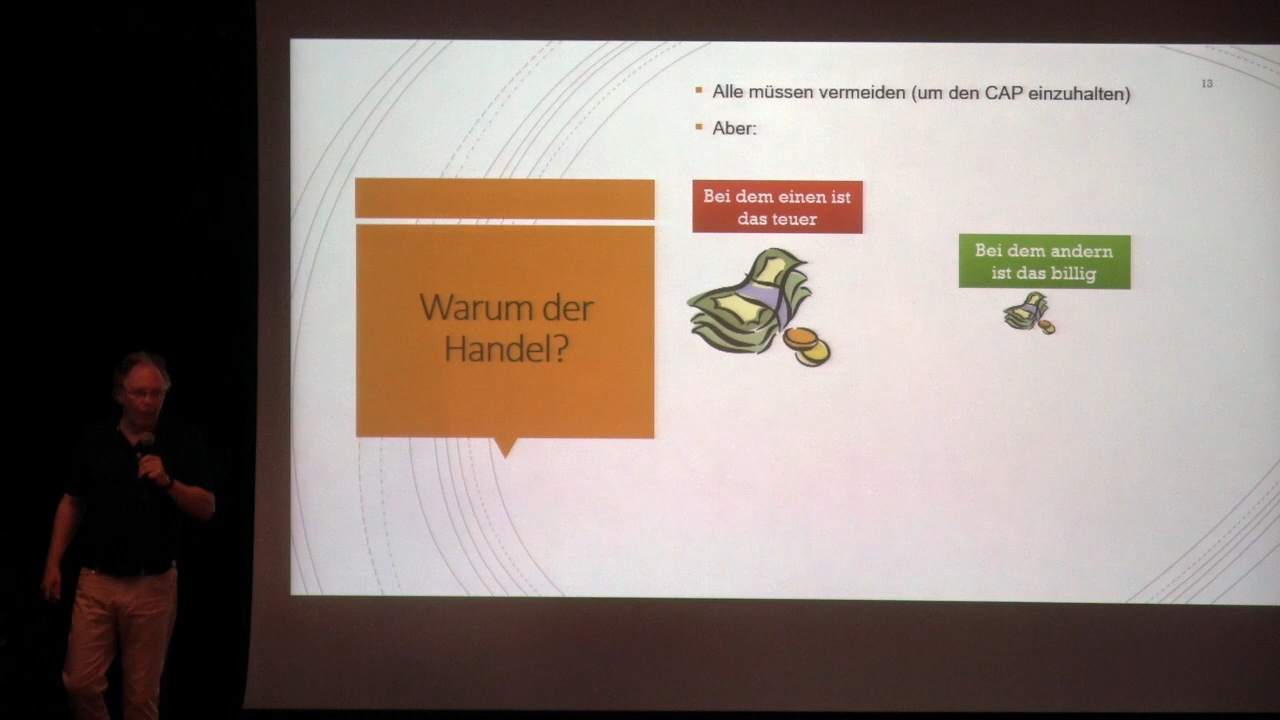 Alle müssen vermeiden (um den CAP einzuhalten)
13
Aber:
Bei dem einen ist
das teuer
Bei dem andern
ist das billig
Warum der
Handel?